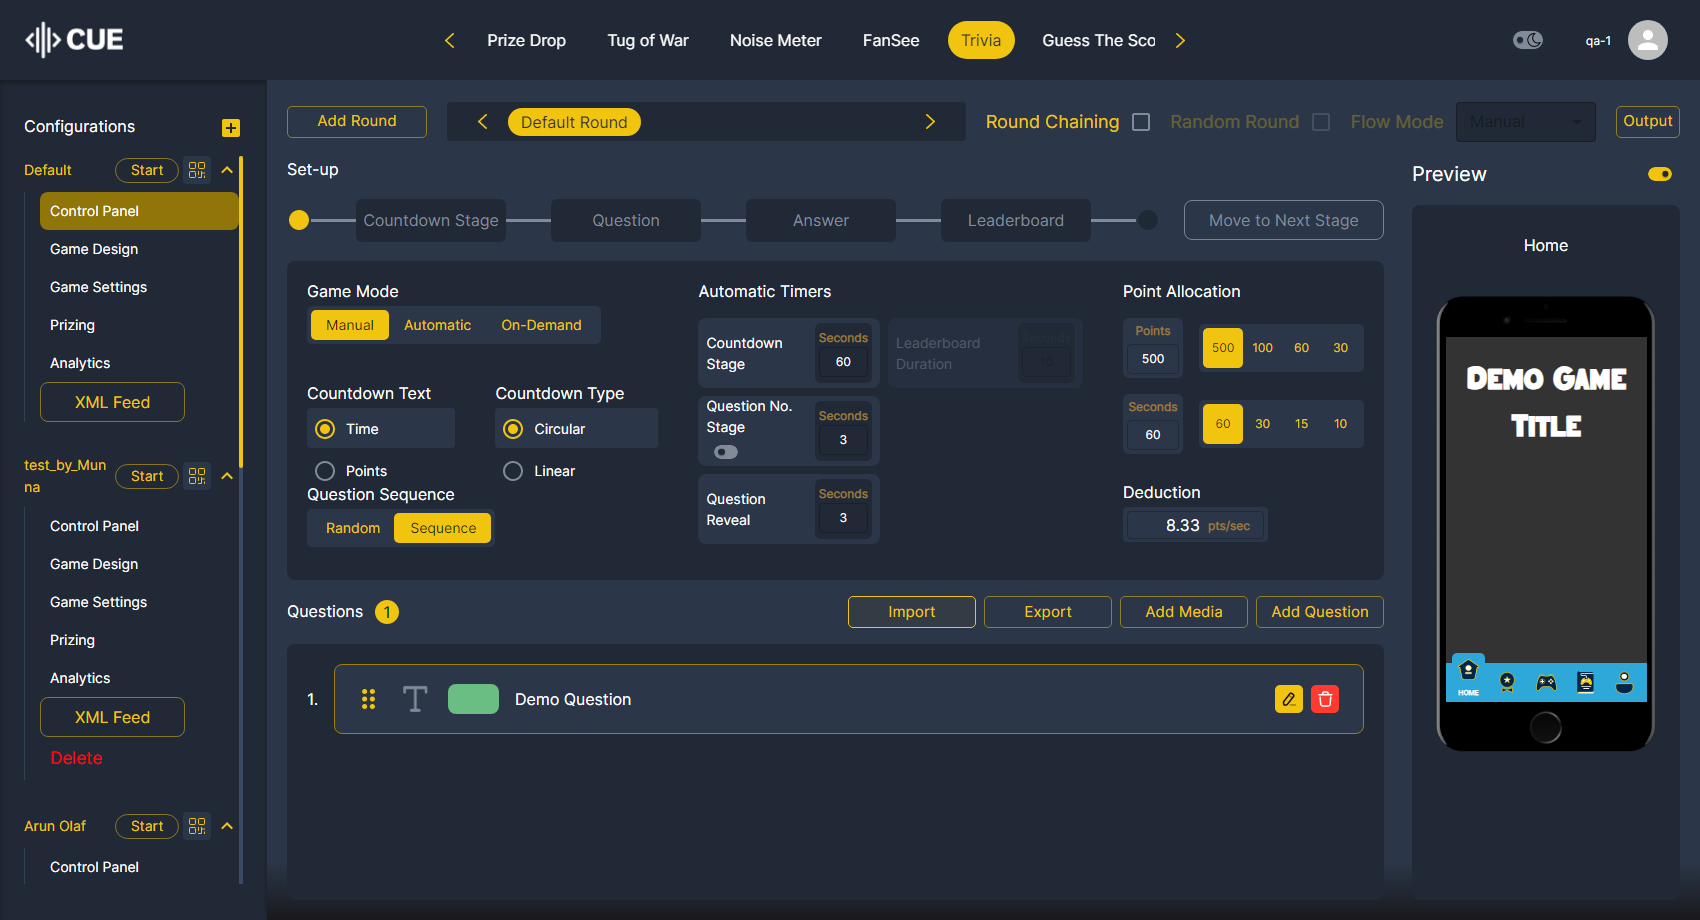 CUE
Prize Drop
Tug of War
Noise Meter
FanSee
Trivia
Guess The Sco
qa-1
Configurations
Default
Start
Control Panel
Game Design
Game Settings
Prizing
Analytics
XML Feed
test_by_Mun
na
Start
Control Panel
Game Design
Game Settings
Prizing
Analytics
XML Feed
Delete
Arun Olaf
Start
Control Panel
Add Round
Default Round
Round Chaining
Random Round
Flow Mode
Manual
Output
Set-up
Countdown Stage
Question
Answer
Leaderboard
Move to Next Stage
Game Mode
Manual
Automatic
On-Demand
Countdown Text
Time
Points
Countdown Type
Circular
Linear
Question Sequence
Random
Sequence
Automatic Timers
Countdown
Stage
Seconds
60
Leaderboard
Duration
Seconds
10
Question No.
Stage
Seconds
3
Question
Reveal
Seconds
3
Point Allocation
Points
500
500
100
60
30
Seconds
60
60
30
15
10
Deduction
8.33 pts/sec
Questions 1
Import
Export
Add Media
Add Question
1.
T
Demo Question
Preview
Home
Demo Game
Title
HOME